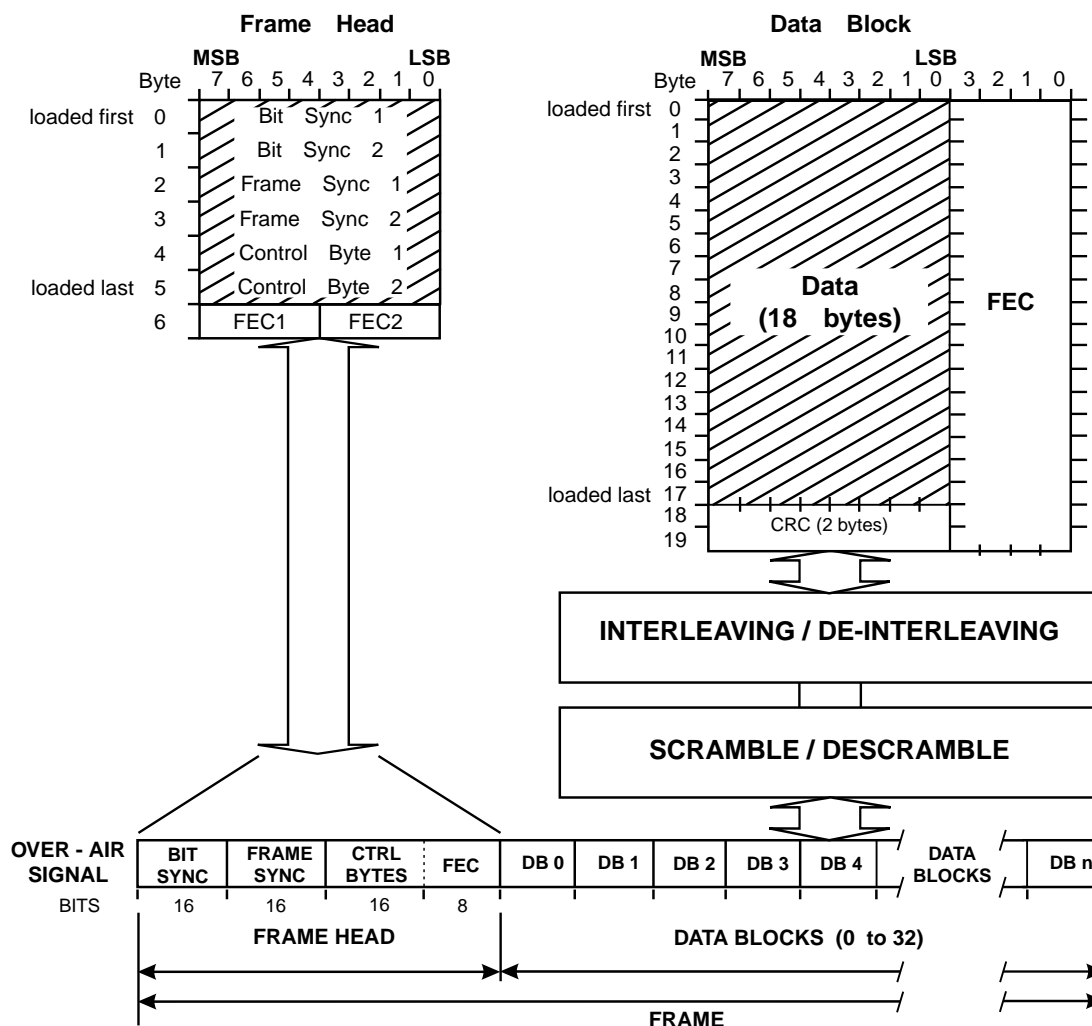 Frame Head
MSB LSB
Byte 7 6 5 4 3 2 1 0
loaded first 0 Bit Sync 1
1 Bit Sync 2
2 Frame Sync 1
3 Frame Sync 2
4 Control Byte 1
loaded last 5 Control Byte 2
6 FEC1 FEC2
Data Block
MSB LSB
Byte 7 6 5 4 3 2 1 0 3 2 1 0
loaded first 0
1
2
3
4
5
6
7
8
9
10
11
12
13
14
15
16
loaded last 17
18
19
Data
(18 bytes)
FEC
CRC (2 bytes)
INTERLEAVING / DE-INTERLEAVING
SCRAMBLE / DESCRAMBLE
OVER - AIR
SIGNAL
BIT
SYNC
FRAME
SYNC
CTRL
BYTES
FEC
DB 0 DB 1 DB 2 DB 3 DB 4
DATA
BLOCKS
DB n
BITS 16 16 16 8
FRAME HEAD
DATA BLOCKS (0 to 32)
FRAME